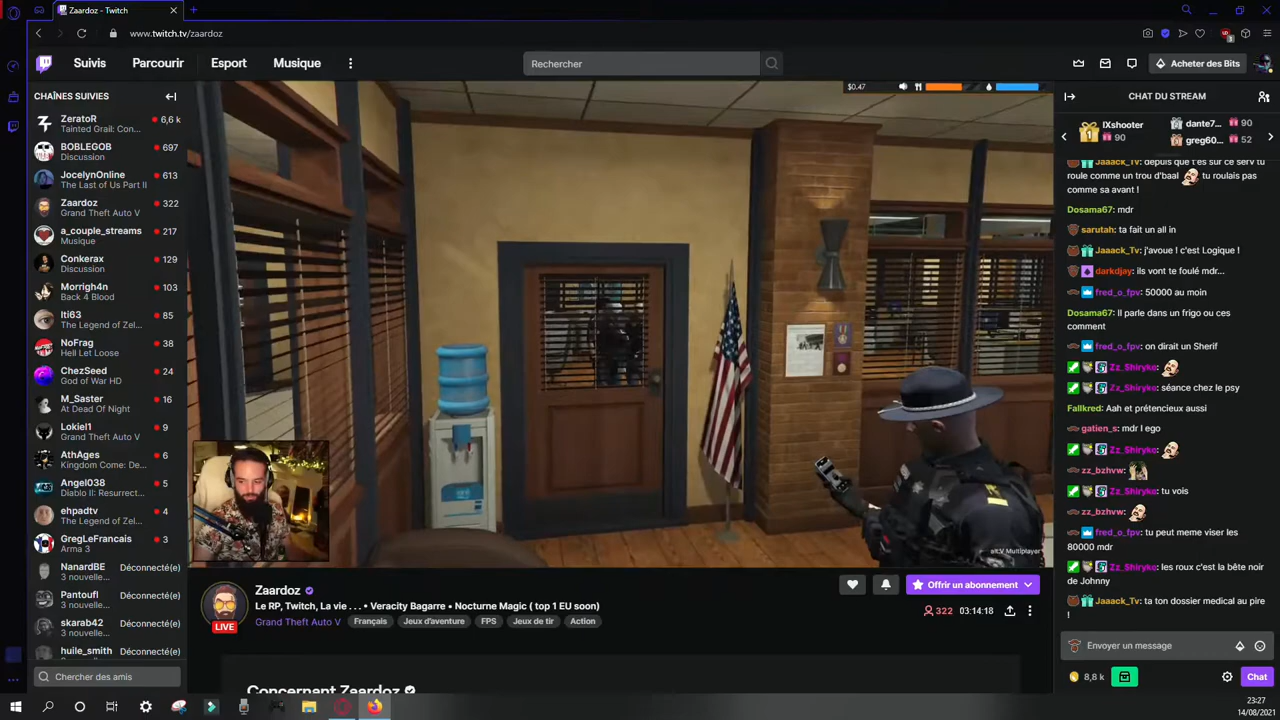 Zaardoz - Twitch
www.twitch.tv/zaardoz
Suivis
Parcourir
Esport
Musique
Rechercher
Acheter des Bits
CHAÎNES SUIVIES
ZeratoR
6,6 k
Tainted Grail: Con...
BOBLEGOB
697
Discussion
JocelynOnline
613
The Last of Us Part II
Zaardoz
322
Grand Theft Auto V
a_couple_streams
217
Musique
Conkerax
129
Discussion
Morrigh4n
103
Back 4 Blood
Iti63
85
The Legend of Zel...
NoFrag
38
Hell Let Loose
ChezSeed
24
God of War HD
M_Saster
16
At Dead Of Night
Lokiel1
9
Grand Theft Auto V
AthAges
6
Kingdom Come: De...
Angel038
5
Diablo II: Resurrect...
ehpadtv
4
The Legend of Zel...
GregLeFrancais
3
Arma 3
NanardBE
Déconnecté(e)
3 nouvelle...
Pantoufl
Déconnecté(e)
3 nouvelle...
skarab42
Déconnecté(e)
3 nouvelle...
huile_smith
Déconnecté(e)
Chercher des amis
$0.47
alt:V Multiplayer
Zaardoz
LIVE
Le RP, Twitch, La vie . . . • Veracity Bagarre • Nocturne Magic ( top 1 EU soon)
Grand Theft Auto V
Français
Jeux d'aventure
FPS
Jeux de tir
Action
Offrir un abonnement
322
03:14:18
Concernant Zaardoz
CHAT DU STREAM
1
IXshooter
90
dante7...
90
greg60...
52
Jaaack_Tv: depuis que t'es sur ce serv tu
roule comme un trou d'baal tu roulais pas
comme sa avant !
Dosama67: mdr
sarutah: ta fait un all in
Jaaack_Tv: j'avoue ! c'est Logique !
darkdjay: ils vont te foulé mdr...
fred_o_fpv: 50000 au moin
Dosama67: Il parle dans un frigo ou ces
comment
fred_o_fpv: on dirait un Sherif
Zz_Shiryko:
Zz_Shiryko: séance chez le psy
Fallkred: Aah et prétencieux aussi
gatien_s: mdr l ego
Zz_Shiryko:
zz_bzhvw:
Zz_Shiryko: tu vois
zz_bzhvw:
fred_o_fpv: tu peut meme viser les
80000 mdr
Zz_Shiryko: les roux c'est la bête noir
de Johnny
Jaaack_Tv: ta ton dossier medical au pire
!
Envoyer un message
8,8 k
Chat
23:27
14/08/2021